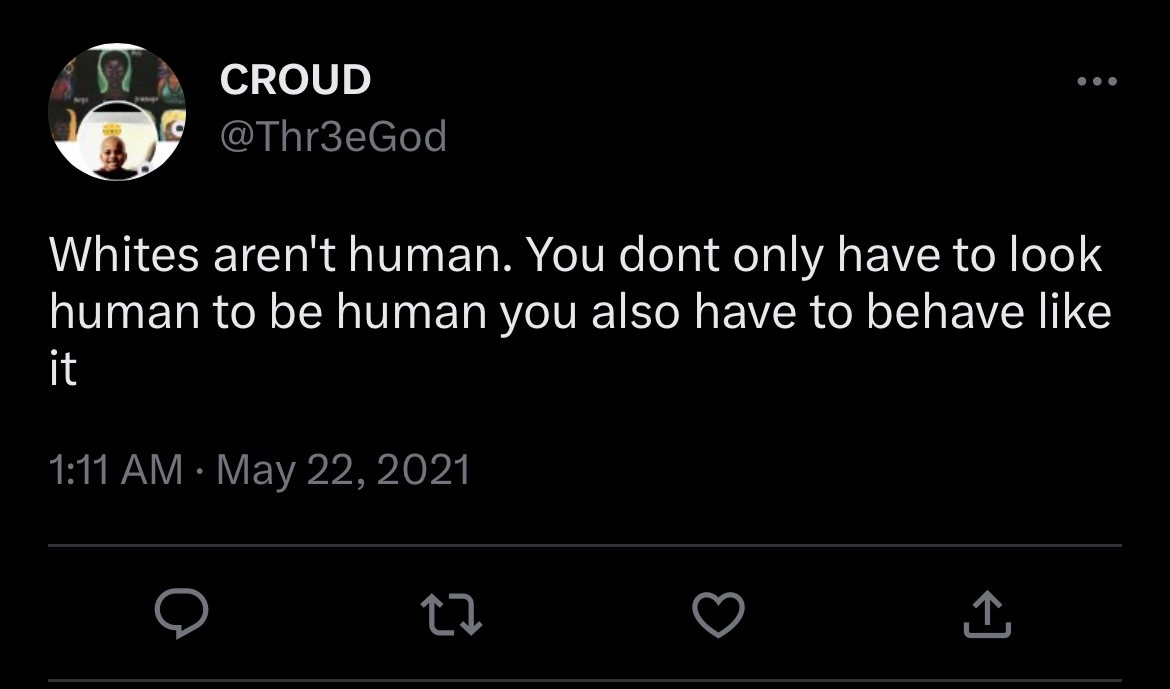 CROUD
@Thr3eGod
Whites aren't human. You dont only have to look
human to be human you also have to behave like
it
1:11 AM · May 22, 2021